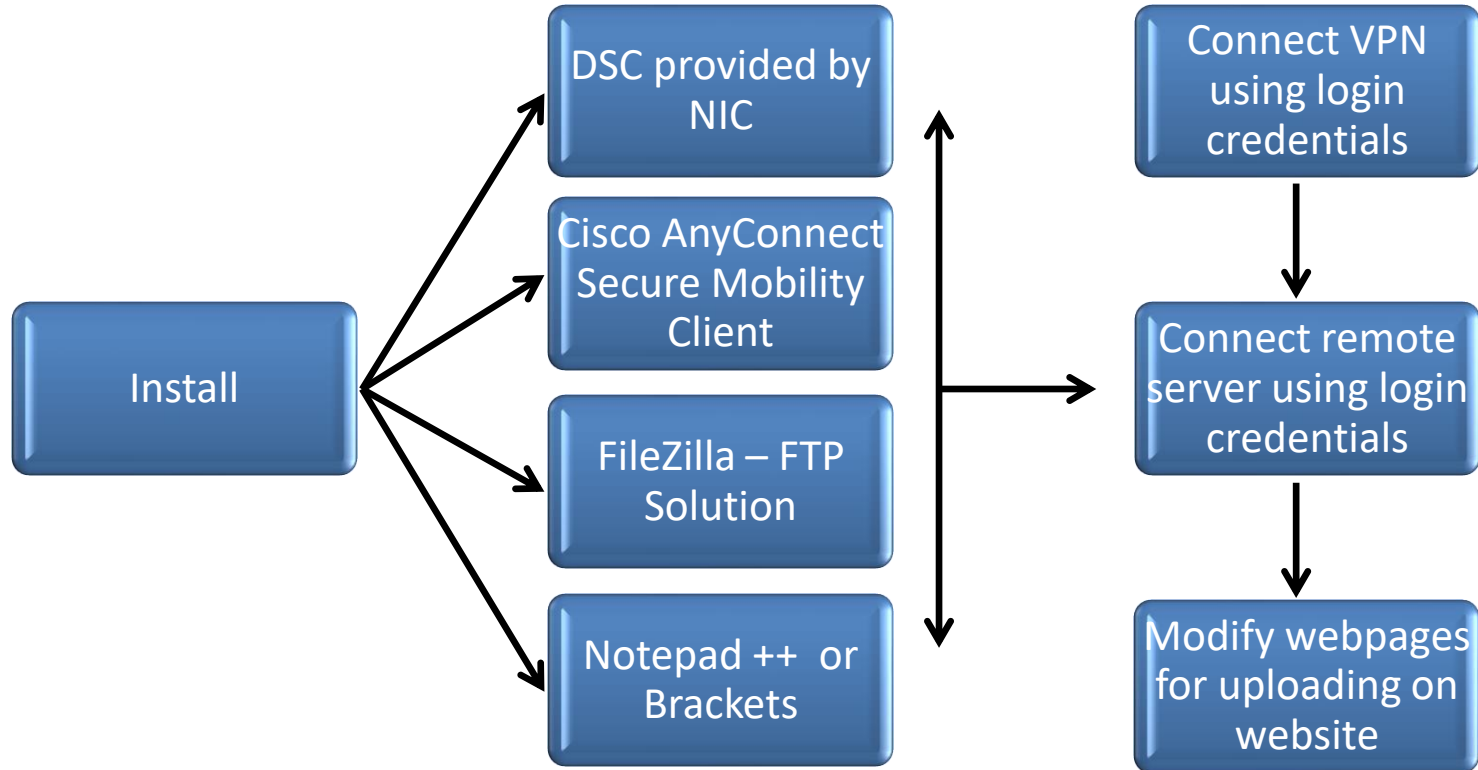 Install
DSC provided by
NIC
Cisco AnyConnect
Secure Mobility
Client
FileZilla – FTP
Solution
Notepad ++ or
Brackets
Connect VPN
using login
credentials
Connect remote
server using login
credentials
Modify webpages
for uploading on
website